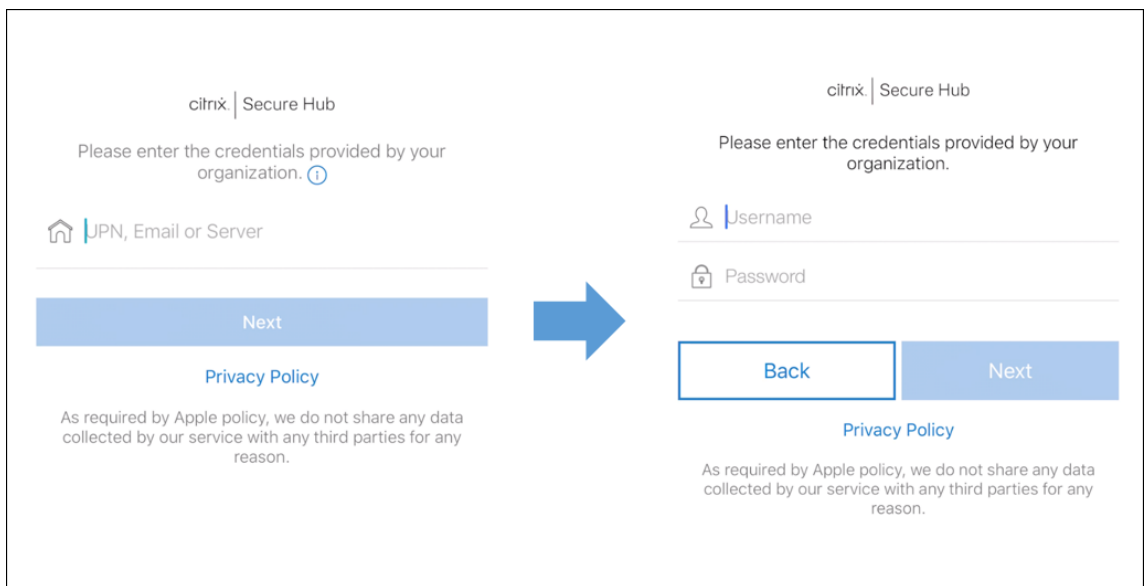 citrix. | Secure Hub
Please enter the credentials provided by your
organization.
UPN, Email or Server
Next
Privacy Policy
As required by Apple policy, we do not share any data
collected by our service with any third parties for any
reason.
citrix. | Secure Hub
Please enter the credentials provided by your
organization.
Username
Password
Back
Next
Privacy Policy
As required by Apple policy, we do not share any data
collected by our service with any third parties for any
reason.